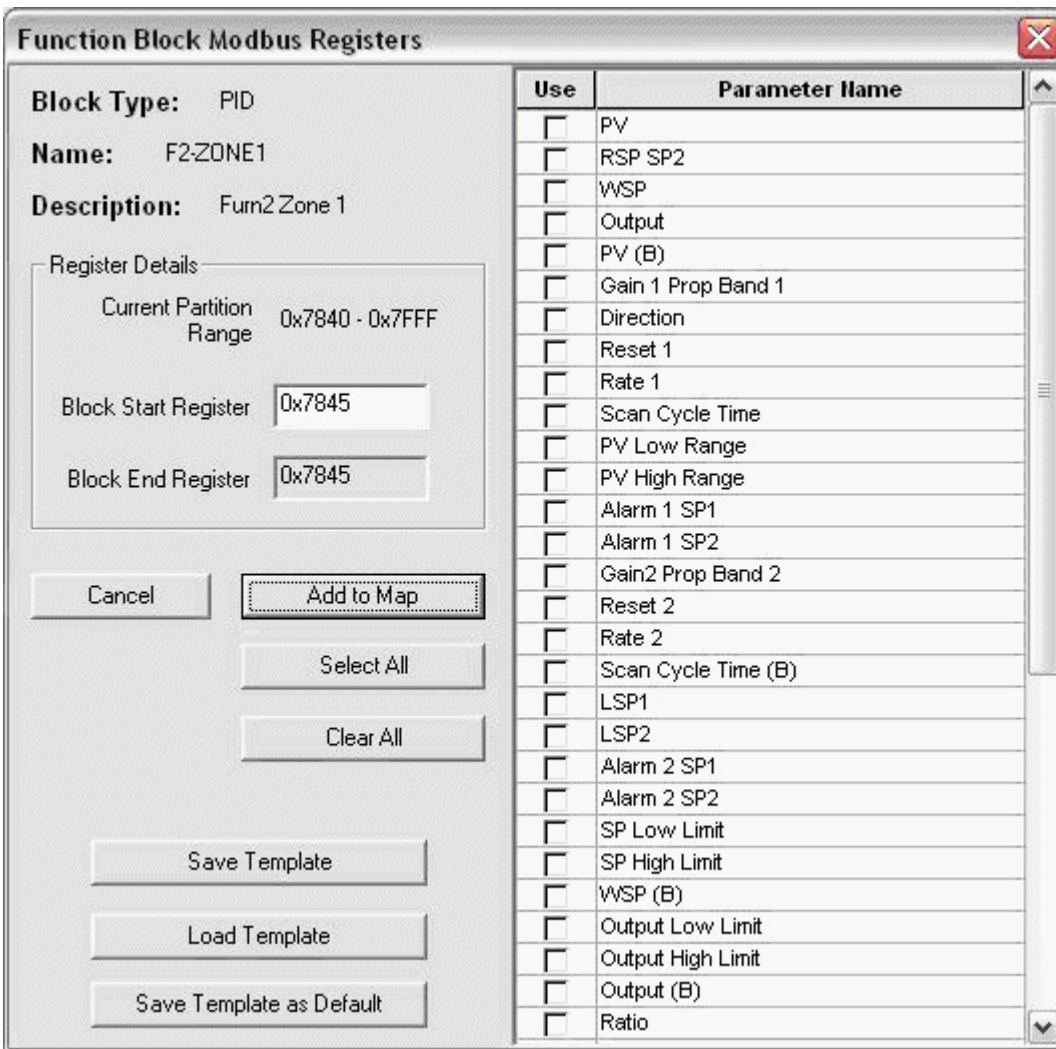 Function Block Modbus Registers
Block Type: PID
Name: F2-ZONE1
Description: Furn2 Zone 1
Register Details
Current Partition
Range
0x7840 - 0x7FFF
Block Start Register 0x7845
Block End Register 0x7845
Cancel
Add to Map
Select All
Clear All
Save Template
Load Template
Save Template as Default
Use Parameter Name
PV
RSP SP2
WSP
Output
PV (B)
Gain 1 Prop Band 1
Direction
Reset 1
Rate 1
Scan Cycle Time
PV Low Range
PV High Range
Alarm 1 SP1
Alarm 1 SP2
Gain2 Prop Band 2
Reset 2
Rate 2
Scan Cycle Time (B)
LSP1
LSP2
Alarm 2 SP1
Alarm 2 SP2
SP Low Limit
SP High Limit
WSP (B)
Output Low Limit
Output High Limit
Output (B)
Ratio